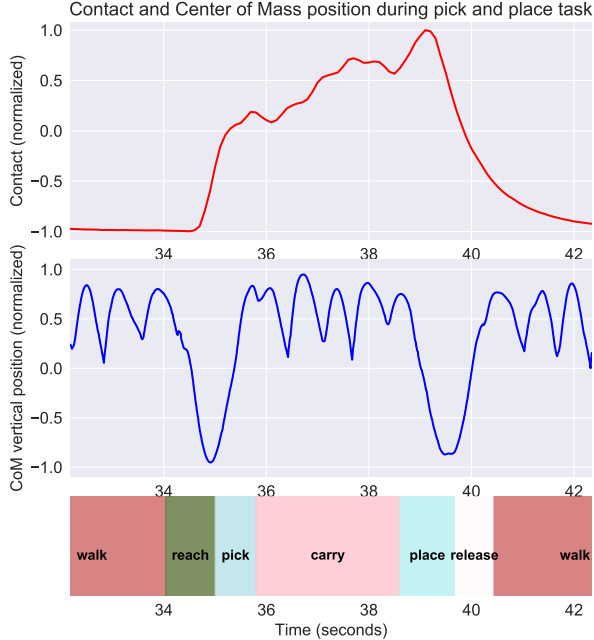 Contact and Center of Mass position during pick and place task
Contact (normalized)
1.0
0.5
0.0
−0.5
−1.0
34 36 38 40 42
CoM vertical position (normalized)
1.0
0.5
0.0
−0.5
−1.0
34 36 38 40 42
walk reach pick carry place release walk
34 36 38 40 42
Time (seconds)